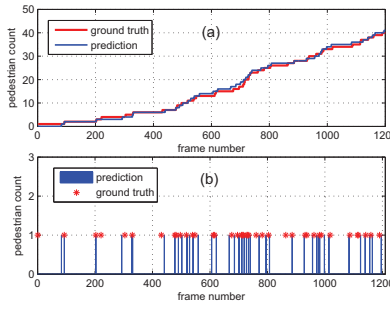 50
40
30
20
10
0
pedestrian count
ground truth
prediction
(a)
0 200 400 600 800 1000 1200
frame number
3
2
1
0
pedestrian count
prediction
ground truth
(b)
0 200 400 600 800 1000 1200
frame number